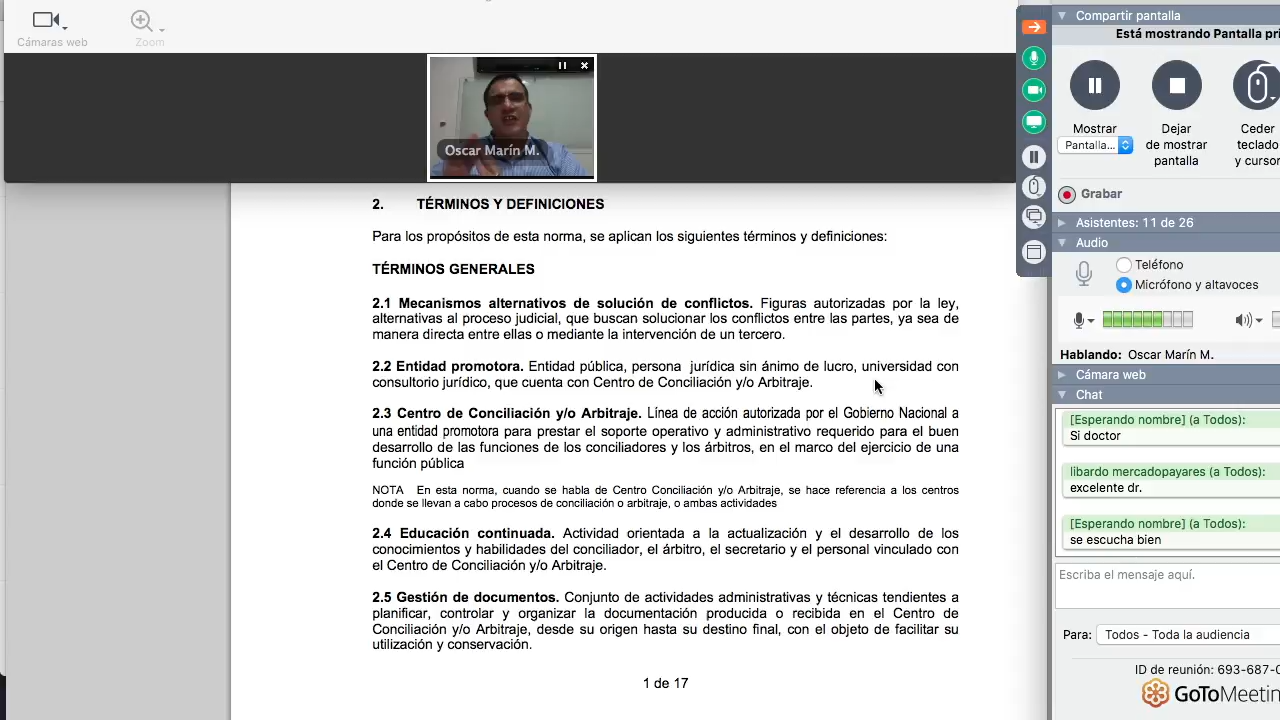 Cámaras web
Zoom
Oscar Marín M.
2. TÉRMINOS Y DEFINICIONES
Para los propósitos de esta norma, se aplican los siguientes términos y definiciones:
TÉRMINOS GENERALES
2.1 Mecanismos alternativos de solución de conflictos. Figuras autorizadas por la ley,
alternativas al proceso judicial, que buscan solucionar los conflictos entre las partes, ya sea de
manera directa entre ellas o mediante la intervención de un tercero.
2.2 Entidad promotora. Entidad pública, persona jurídica sin ánimo de lucro, universidad con
consultorio jurídico, que cuenta con Centro de Conciliación y/o Arbitraje.
2.3 Centro de Conciliación y/o Arbitraje. Línea de acción autorizada por el Gobierno Nacional a
una entidad promotora para prestar el soporte operativo y administrativo requerido para el buen
desarrollo de las funciones de los conciliadores y los árbitros, en el marco del ejercicio de una
función pública
NOTA En esta norma, cuando se habla de Centro Conciliación y/o Arbitraje, se hace referencia a los centros
donde se llevan a cabo procesos de conciliación o arbitraje, o ambas actividades
2.4 Educación continuada. Actividad orientada a la actualización y el desarrollo de los
conocimientos y habilidades del conciliador, el árbitro, el secretario y el personal vinculado con
el Centro de Conciliación y/o Arbitraje.
2.5 Gestión de documentos. Conjunto de actividades administrativas y técnicas tendientes a
planificar, controlar y organizar la documentación producida o recibida en el Centro de
Conciliación y/o Arbitraje, desde su origen hasta su destino final, con el objeto de facilitar su
utilización y conservación.
1 de 17
Compartir pantalla
Está mostrando Pantalla pri
Mostrar
Pantalla...
Dejar
de mostrar
pantalla
Ceder
teclado
y cursor
Grabar
Asistentes: 11 de 26
Audio
Teléfono
Micrófono y altavoces
Hablando: Oscar Marín M.
Cámara web
Chat
[Esperando nombre] (a Todos):
Si doctor
libardo mercadopayares (a Todos):
excelente dr.
[Esperando nombre] (a Todos):
se escucha bien
Escriba el mensaje aquí.
Para: Todos - Toda la audiencia
ID de reunión: 693-687-0
GoToMeetin